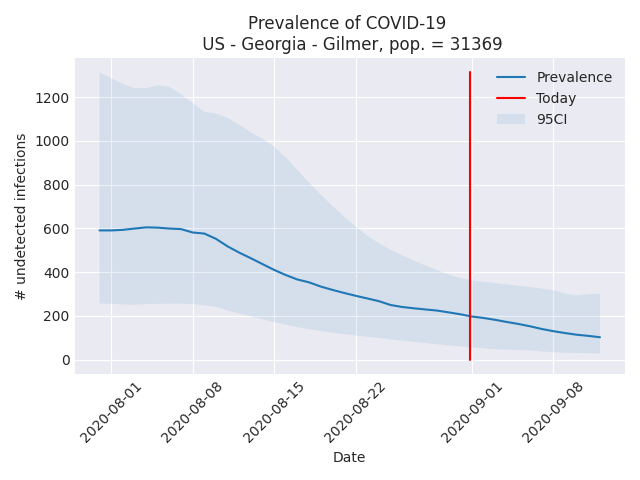 Prevalence of COVID-19
US - Georgia - Gilmer, pop. = 31369
Prevalence
Today
95CI
# undetected infections
1200
1000
800
600
400
200
0
2020-08-01
2020-08-08
2020-08-15
2020-08-22
2020-09-01
2020-09-08
Date